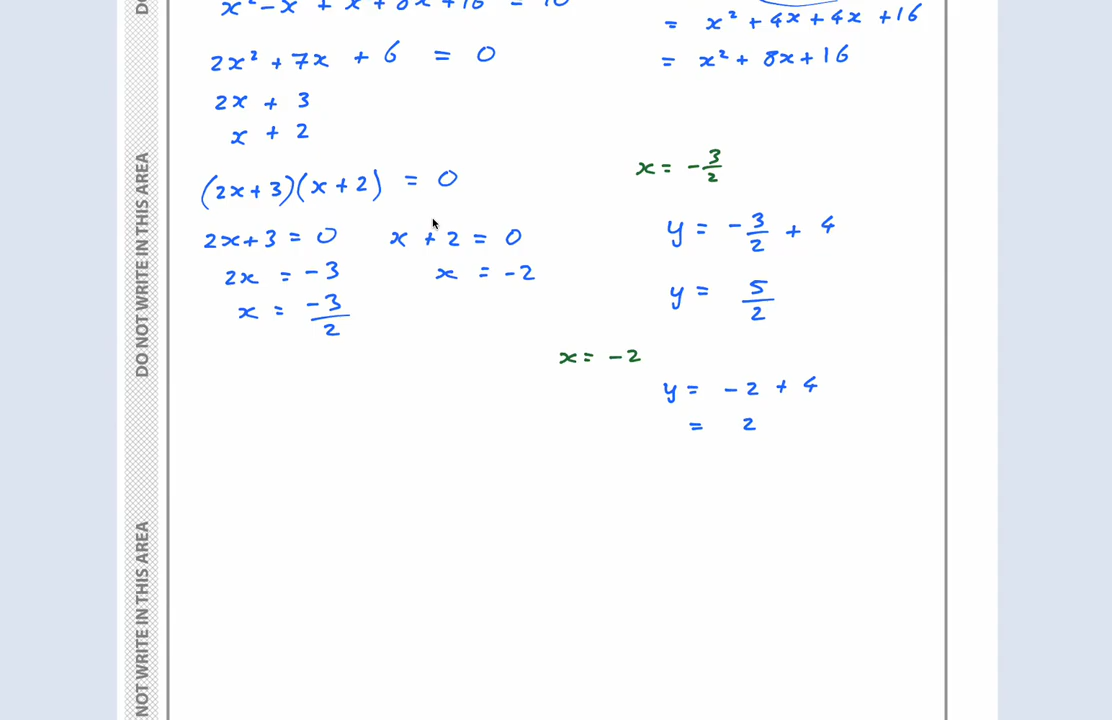 = x² + 4x + 4x + 16
2x² + 7x + 6 = 0
= x² + 8x + 16
2x + 3
x + 2
(2x + 3)(x + 2) = 0
2x + 3 = 0 x + 2 = 0
2x = -3 x = -2
x = -3/2
x = -3/2
y = -3/2 + 4
y = 5/2
x = -2
y = -2 + 4
= 2
DO NOT WRITE IN THIS AREA
NOT WRITE IN THIS AREA